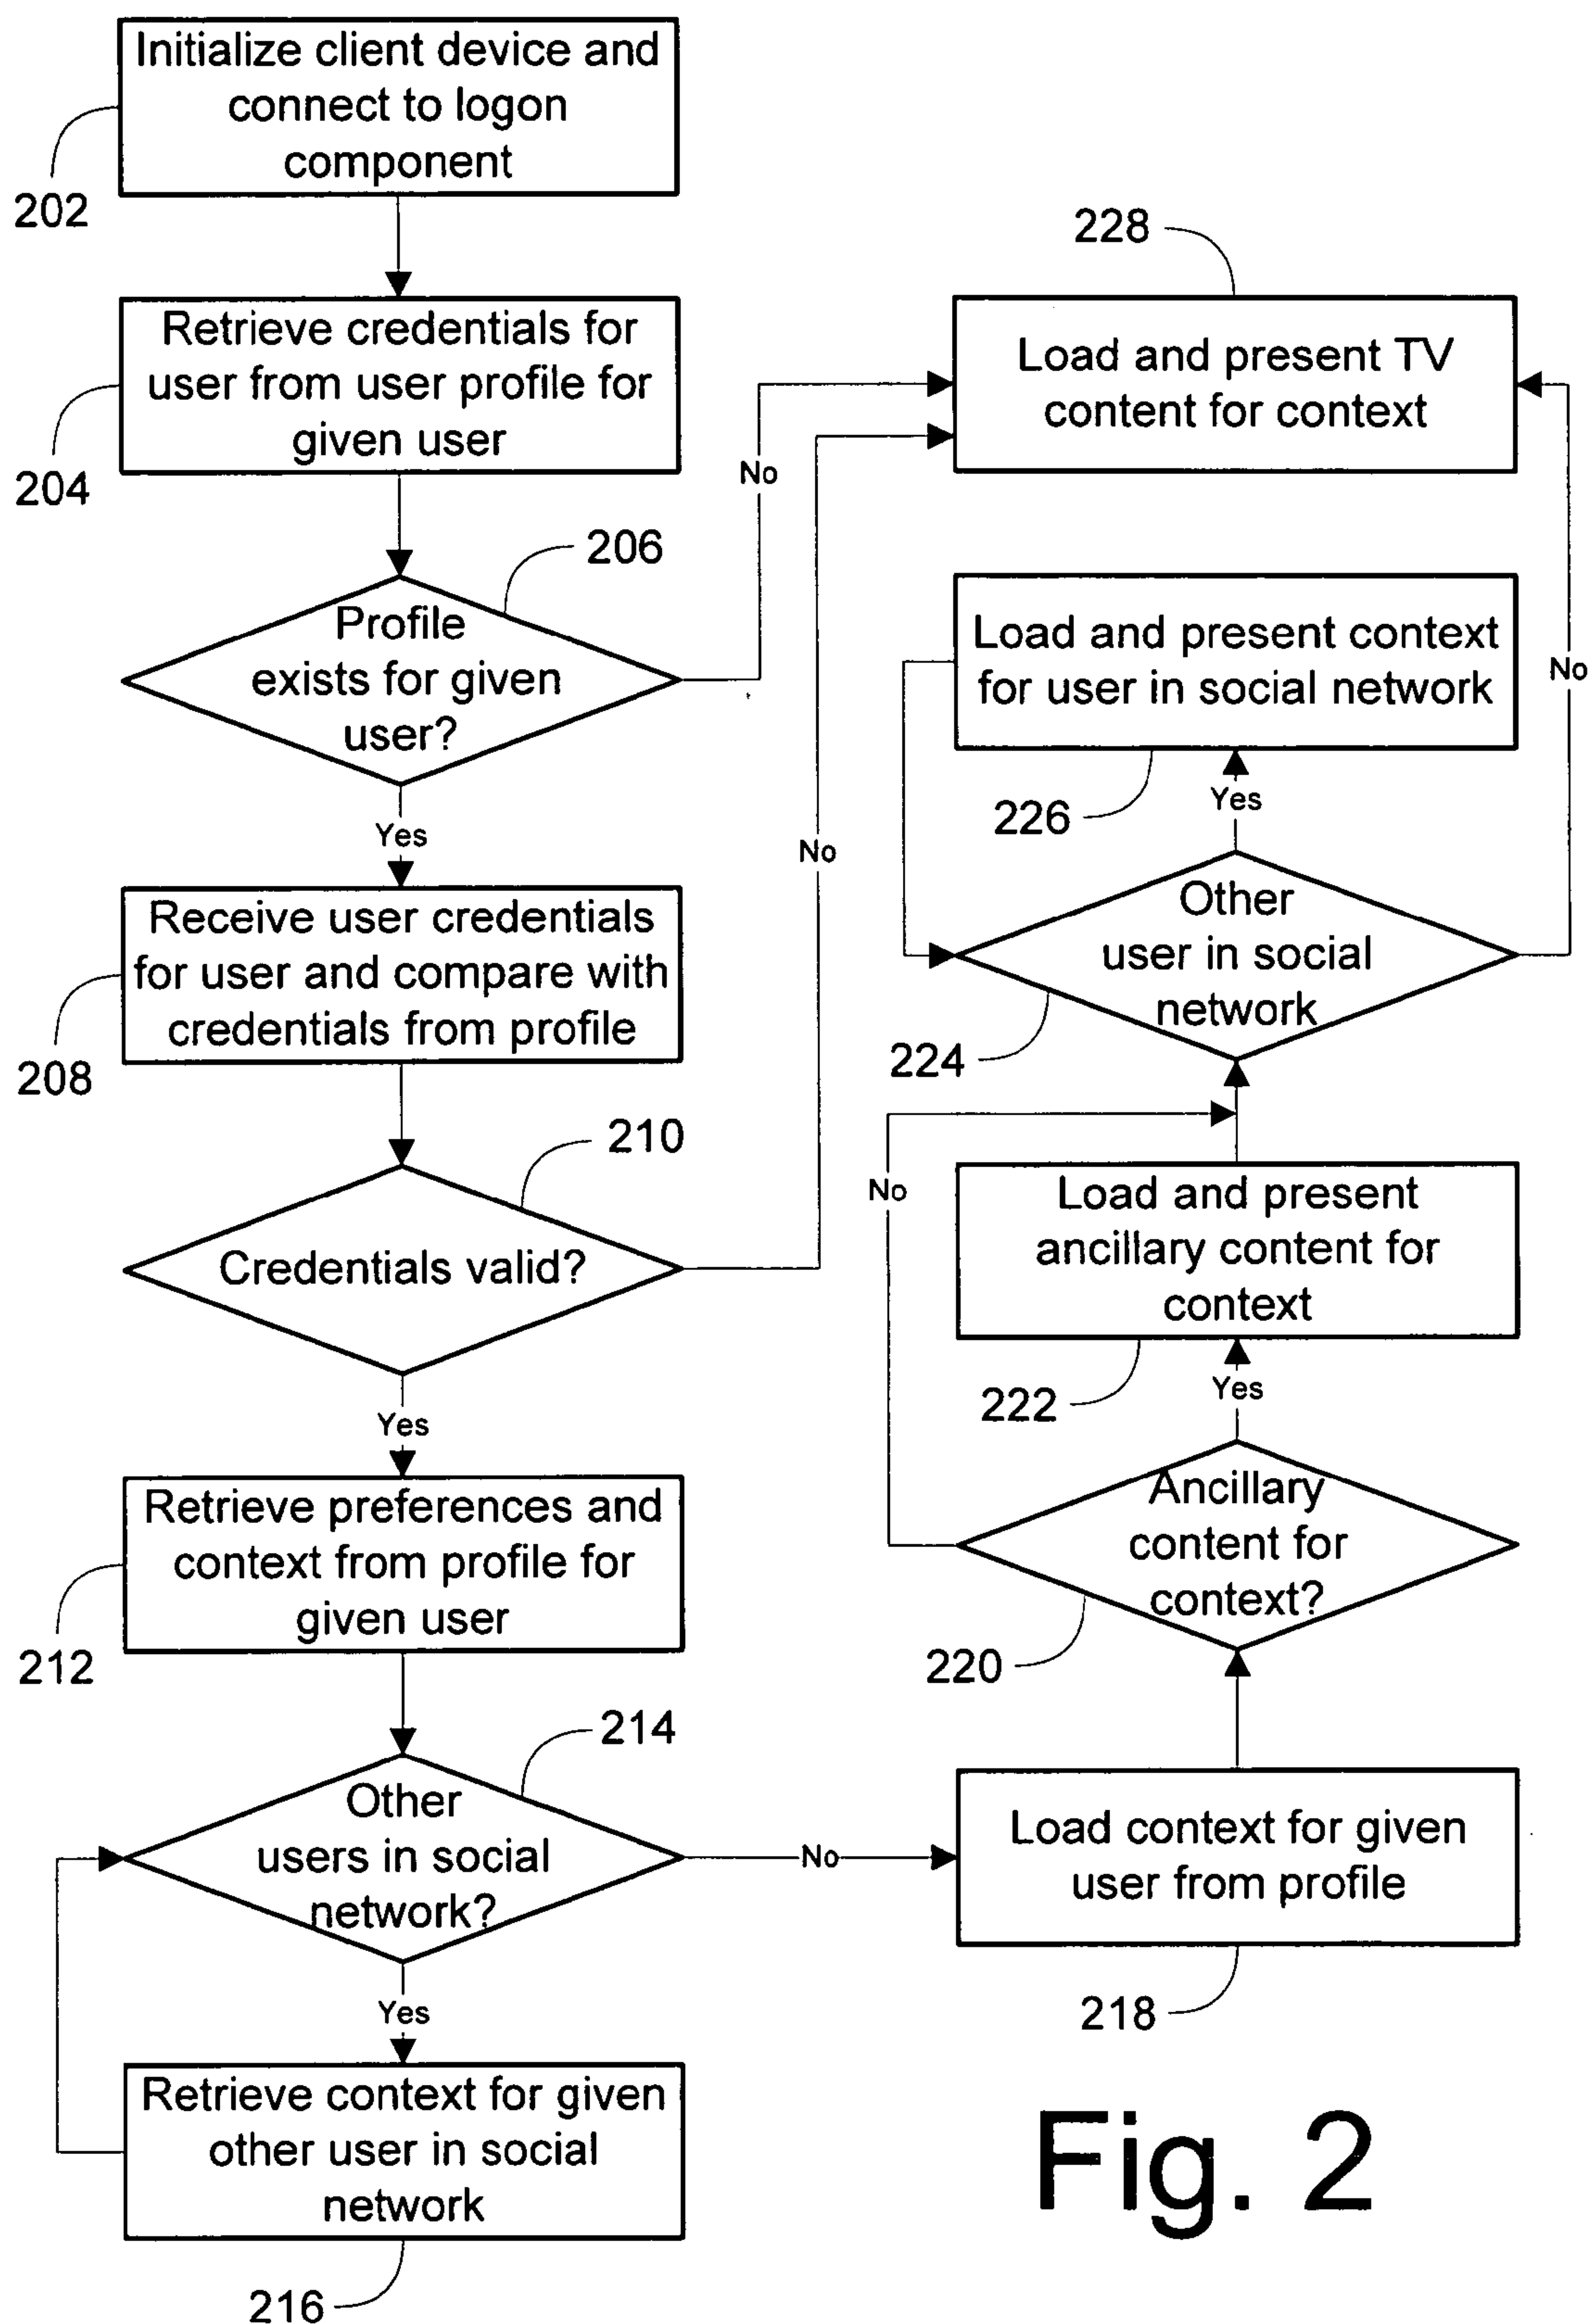 Initialize client device and
connect to logon
component
202
Retrieve credentials for
user from user profile for
given user
204
206
Profile
exists for given
user?
No
Yes
Receive user credentials
for user and compare with
credentials from profile
208
210
Credentials valid?
No
Yes
Retrieve preferences and
context from profile for
given user
212
214
Other
users in social
network?
No
Yes
Retrieve context for given
other user in social
network
216
228
Load and present TV
content for context
Load and present context
for user in social network
No
226
Yes
Other
user in social
network
224
No
Load and present
ancillary content for
context
222
Yes
Ancillary
content for
context?
220
Load context for given
user from profile
218
Fig. 2